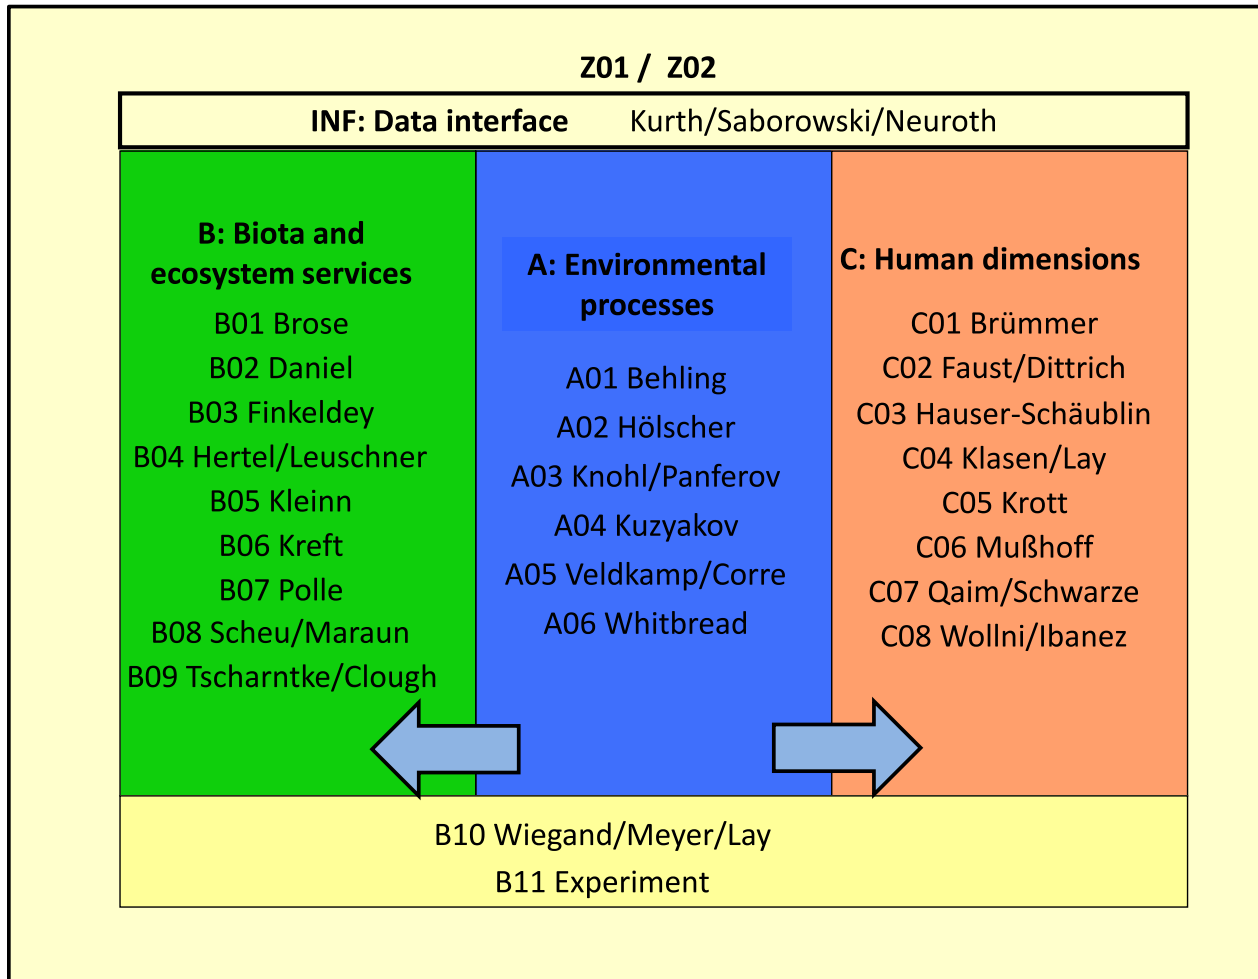 Z01 /  Z02
INF: Data interface Kurth/Saborowski/Neuroth
B: Biota and
ecosystem services
B01 Brose
B02 Daniel
B03 Finkeldey
B04 Hertel/Leuschner
B05 Kleinn
B06 Kreft
B07 Polle
B08 Scheu/Maraun
B09 Tscharntke/Clough
A: Environmental
processes
A01 Behling
A02 Hölscher
A03 Knohl/Panferov
A04 Kuzyakov
A05 Veldkamp/Corre
A06 Whitbread
C: Human dimensions
C01 Brümmer
C02 Faust/Dittrich
C03 Hauser-Schäublin
C04 Klasen/Lay
C05 Krott
C06 Mußhoff
C07 Qaim/Schwarze
C08 Wollni/Ibanez
B10 Wiegand/Meyer/Lay
B11 Experiment